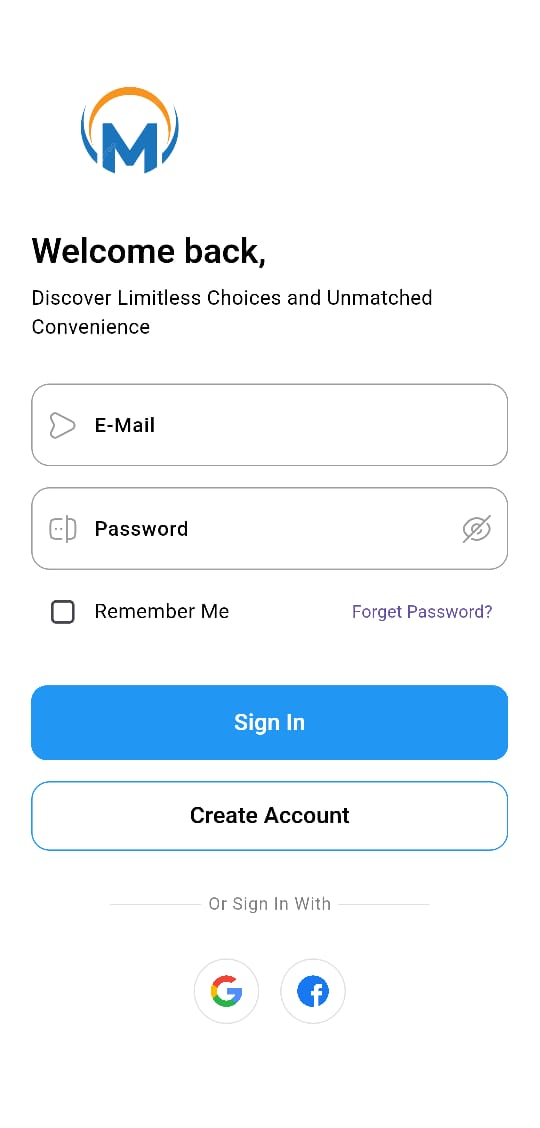 M
Welcome back,
Discover Limitless Choices and Unmatched
Convenience
E-Mail
Password
Remember Me
Forget Password?
Sign In
Create Account
Or Sign In With